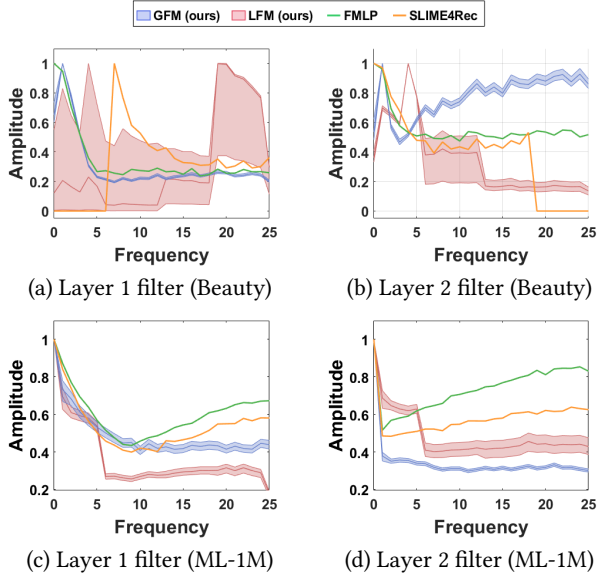 GFM (ours) LFM (ours) FMLP SLIME4Rec
Amplitude
1
0.8
0.6
0.4
0.2
0
0 5 10 15 20 25
Frequency
(a) Layer 1 filter (Beauty)
Amplitude
1
0.8
0.6
0.4
0.2
0
0 5 10 15 20 25
Frequency
(b) Layer 2 filter (Beauty)
Amplitude
1
0.8
0.6
0.4
0.2
0 5 10 15 20 25
Frequency
(c) Layer 1 filter (ML-1M)
Amplitude
1
0.8
0.6
0.4
0.2
0 5 10 15 20 25
Frequency
(d) Layer 2 filter (ML-1M)